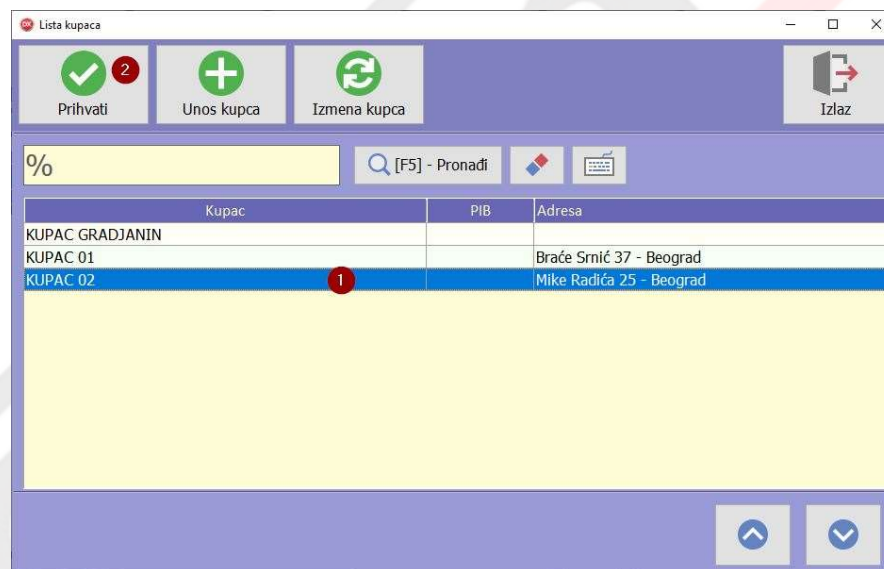 Lista kupaca
Prihvati 2
Unos kupca
Izmena kupca
Izlaz
%
[F5] - Pronađi
Kupac PIB Adresa
KUPAC GRADJANIN
KUPAC 01 Braće Srnić 37 - Beograd
KUPAC 02 1 Mike Radića 25 - Beograd